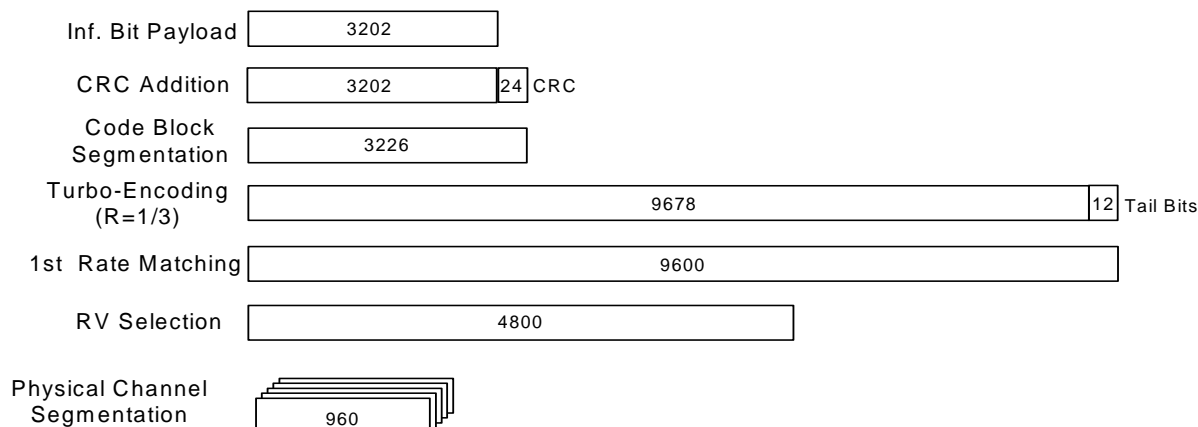 Inf. Bit Payload 3202
CRC Addition 3202 24 CRC
Code Block
Segmentation 3226
Turbo-Encoding
(R=1/3) 9678 12 Tail Bits
1st Rate Matching 9600
RV Selection 4800
Physical Channel
Segmentation 960